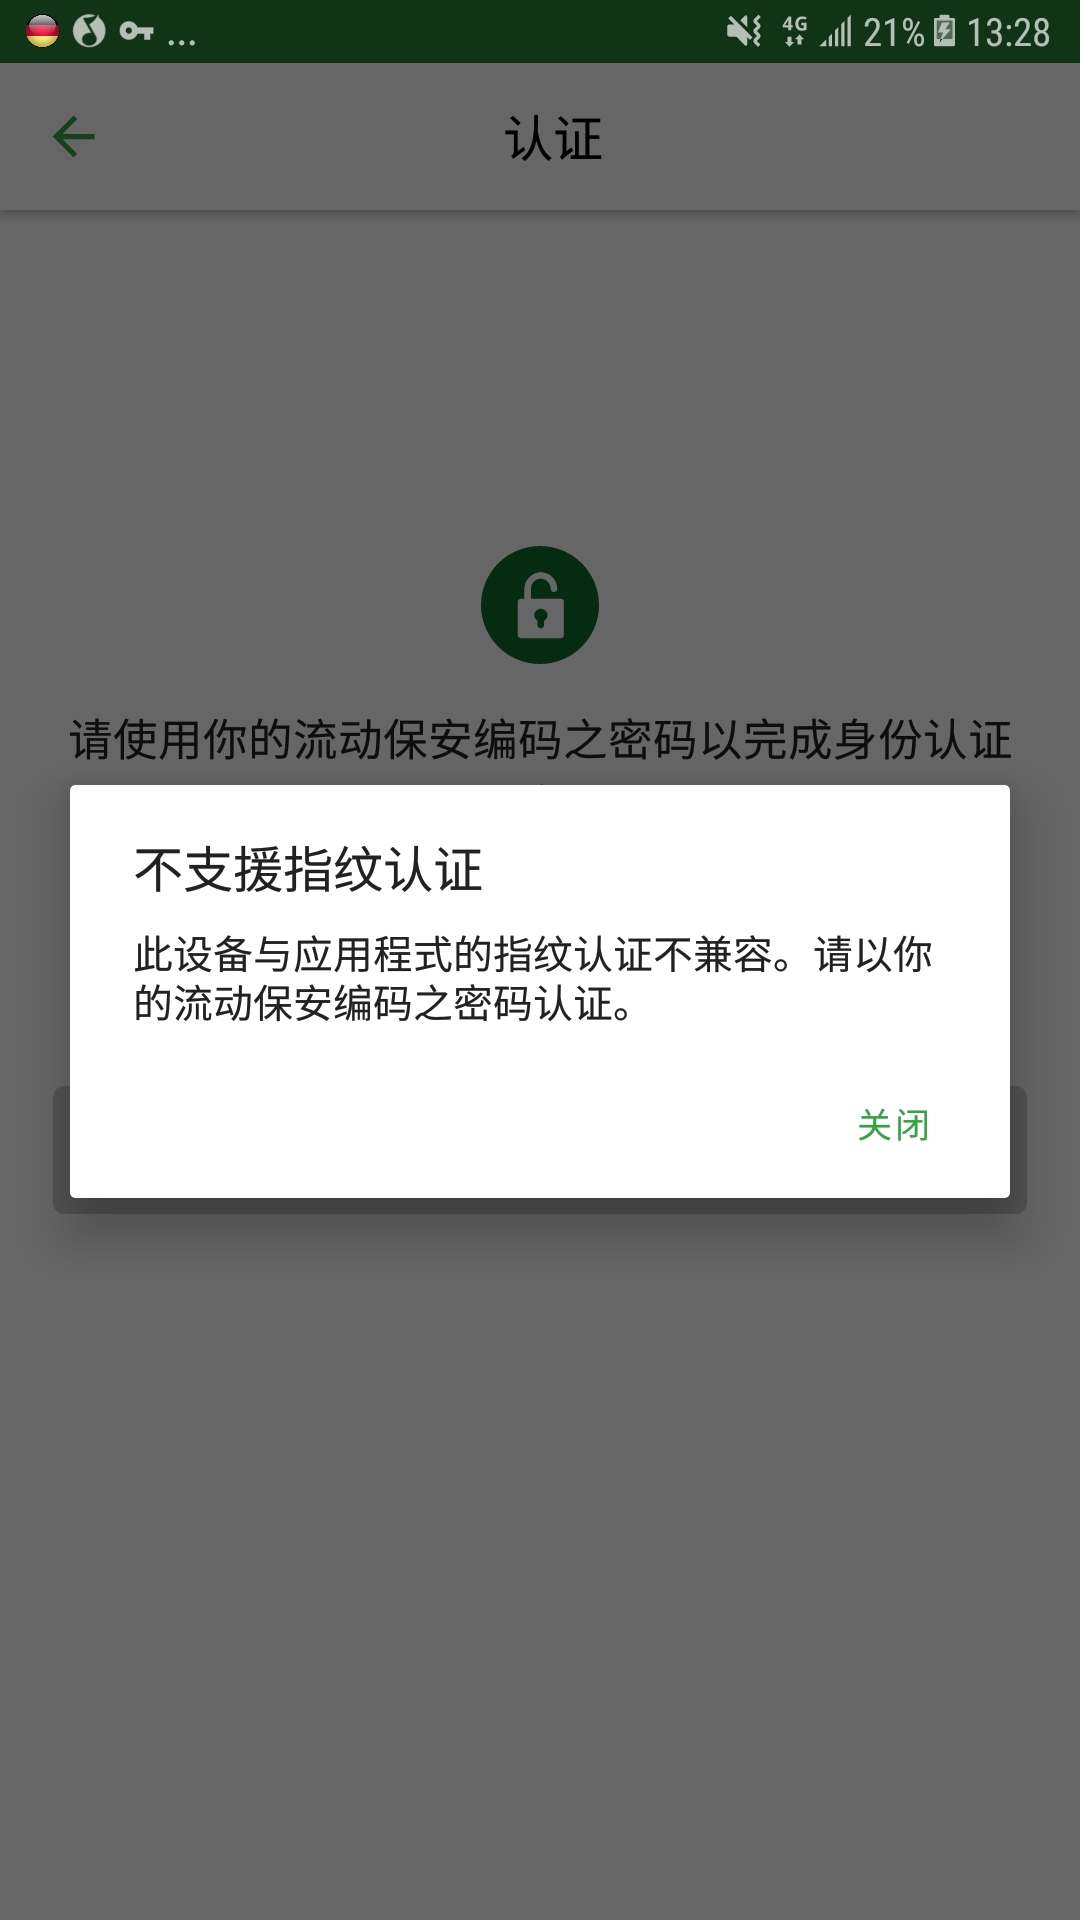 ... 4G 21% 13:28
认证
请使用你的流动保安编码之密码以完成身份认证
不支援指纹认证
此设备与应用程式的指纹认证不兼容。请以你
的流动保安编码之密码认证。
关闭